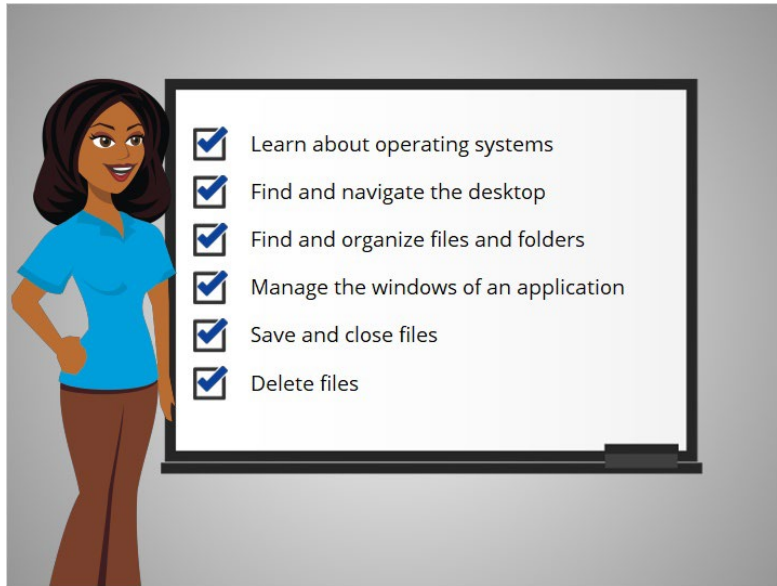 Learn about operating systems
Find and navigate the desktop
Find and organize files and folders
Manage the windows of an application
Save and close files
Delete files